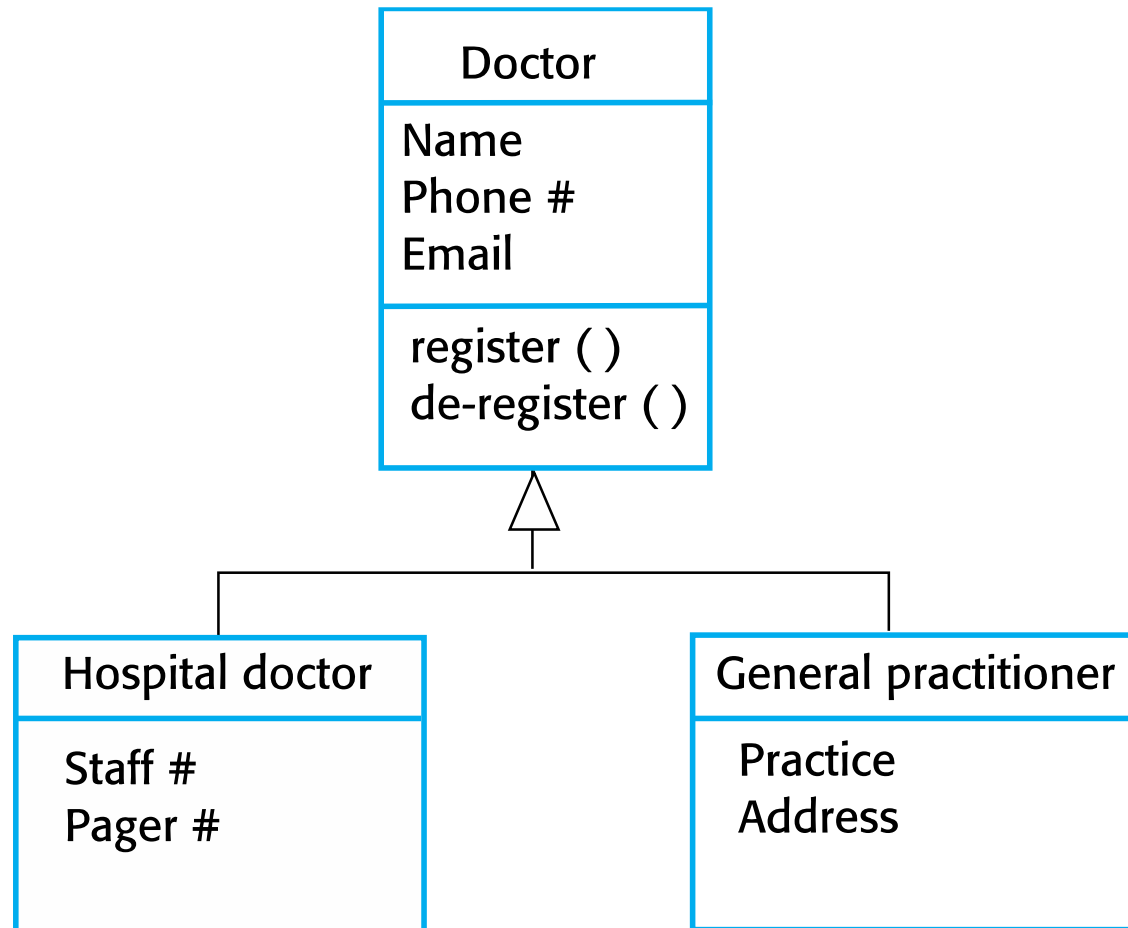 Doctor
Name
Phone #
Email
register ( )
de-register ( )
Hospital doctor
Staff #
Pager #
General practitioner
Practice
Address